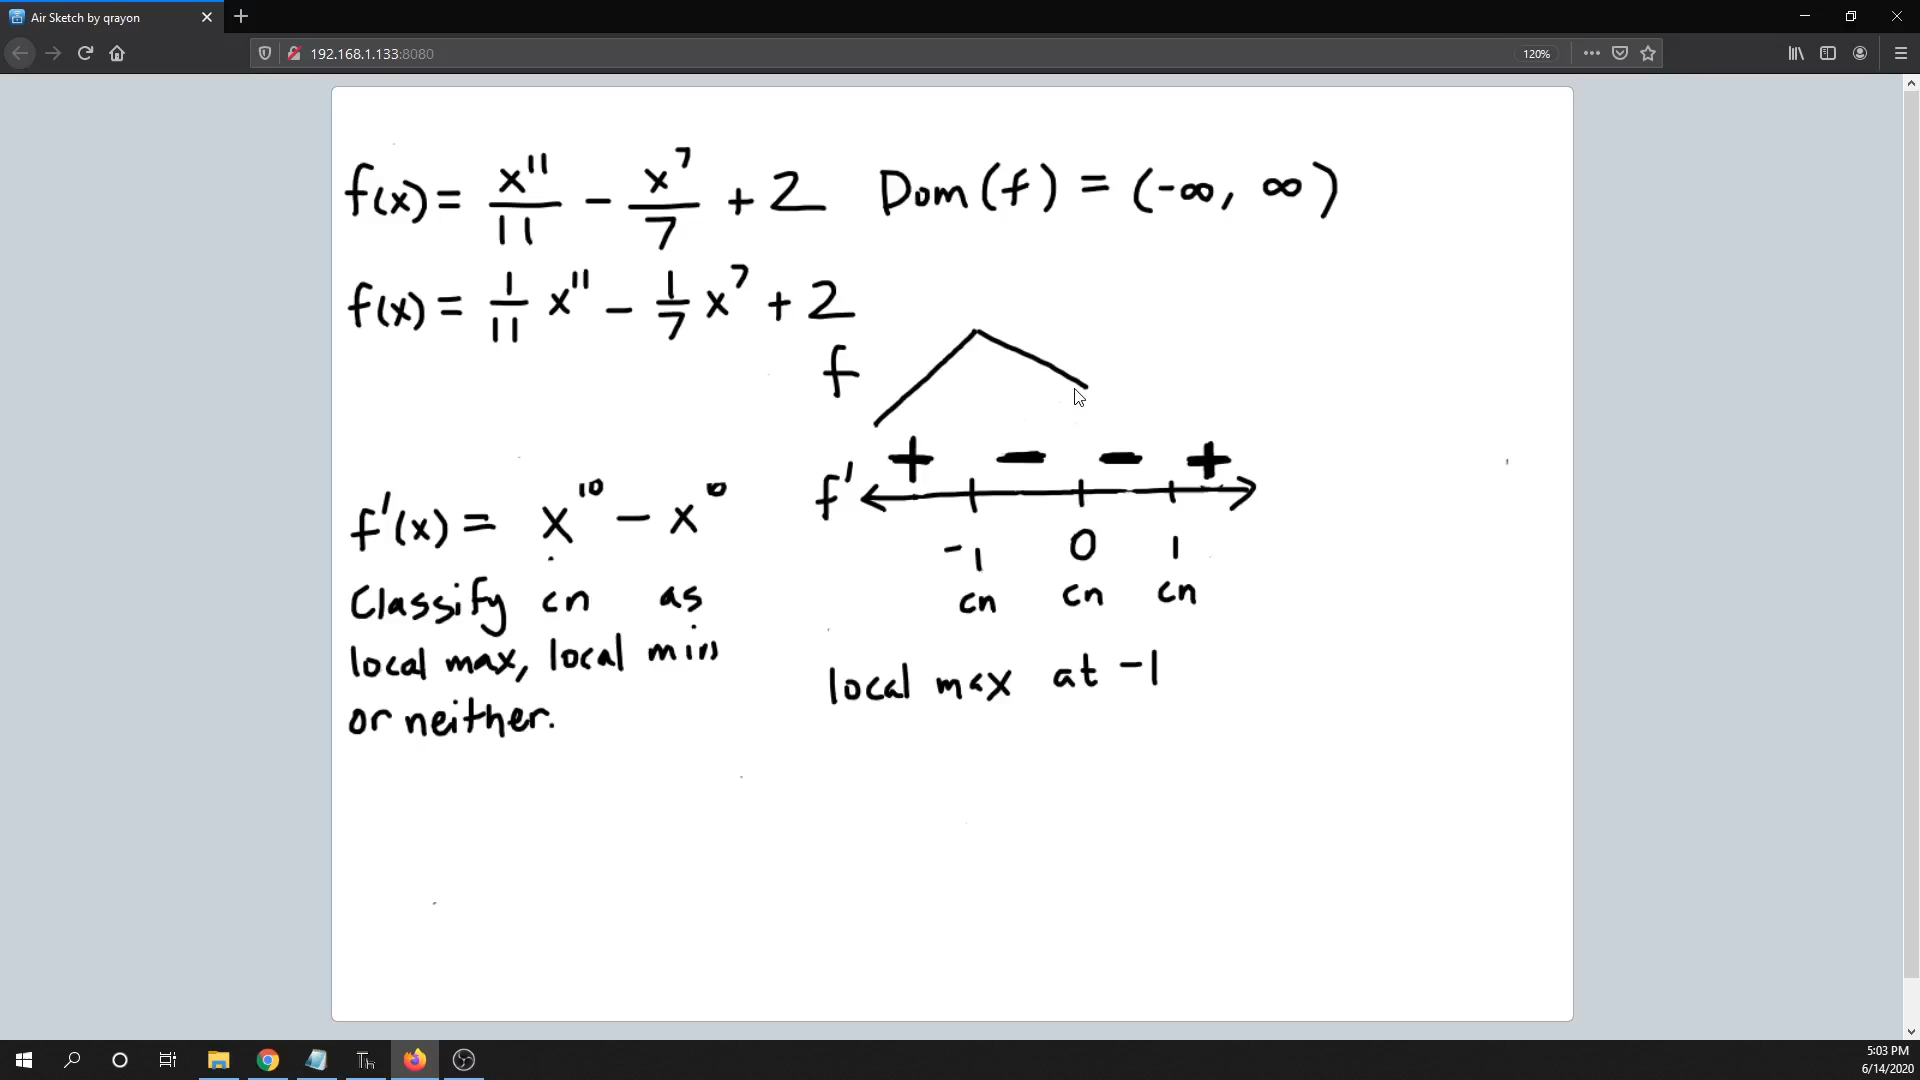 Air Sketch by qrayon
192.168.1.133:8080
120%
f(x) = x^11/11 - x^7/7 + 2 Dom(f) = (-∞, ∞)
f(x) = 1/11 x^11 - 1/7 x^7 + 2
f
+ - - +
f'
f'(x) = x^10 - x^6
-1 0 1
cn cn cn
Classify cn as
local max, local min
or neither.
local max at -1
5:03 PM
6/14/2020